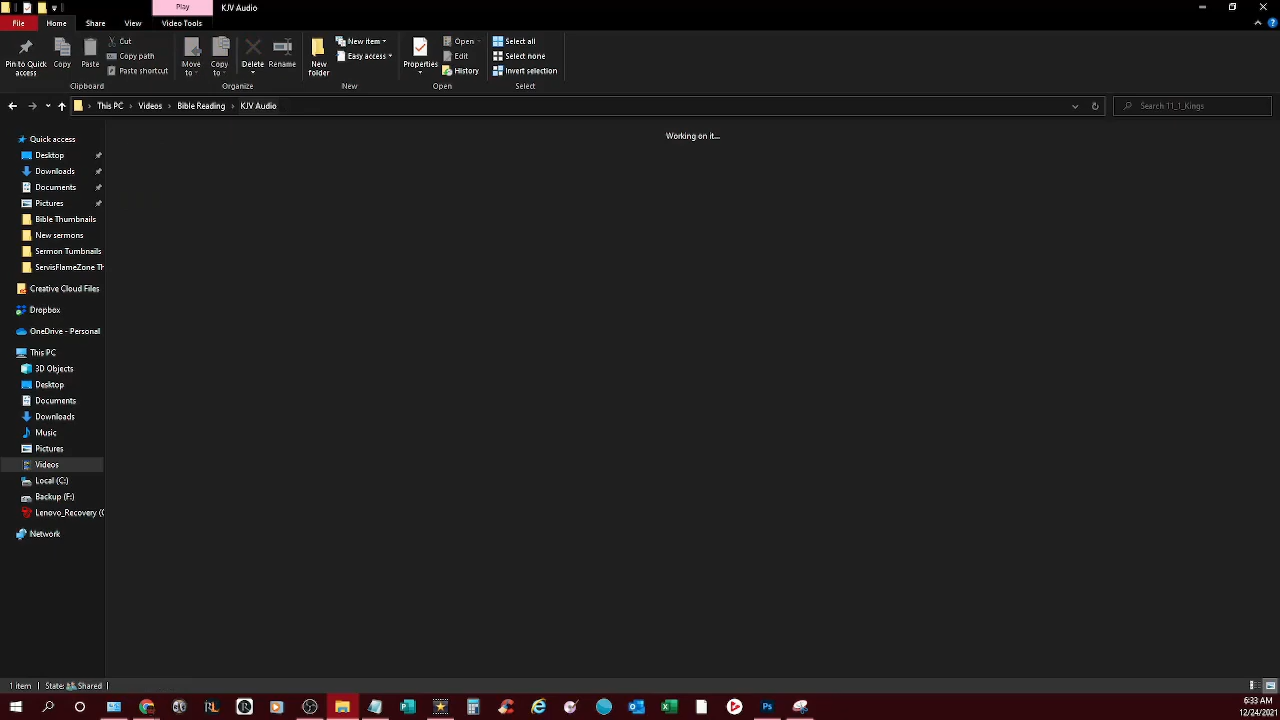 Play
KJV Audio
File
Home
Share
View
Video Tools
Pin to Quick access
Copy
Paste
Cut
Copy path
Paste shortcut
Clipboard
Move to
Copy to
Delete
Rename
Organize
New folder
New item
Easy access
New
Properties
Open
Edit
History
Open
Select all
Select none
Invert selection
Select
This PC
Videos
Bible Reading
KJV Audio
Search 11_1_Kings
Working on it...
Quick access
Desktop
Downloads
Documents
Pictures
Bible Thumbnails
New sermons
Sermon Tumbnails
ServisFlameZone Th
Creative Cloud Files
Dropbox
OneDrive - Personal
This PC
3D Objects
Desktop
Documents
Downloads
Music
Pictures
Videos
Local (C:)
Backup (F:)
Lenovo_Recovery (
Network
1 item
State:
Shared
6:33 AM
12/24/2021